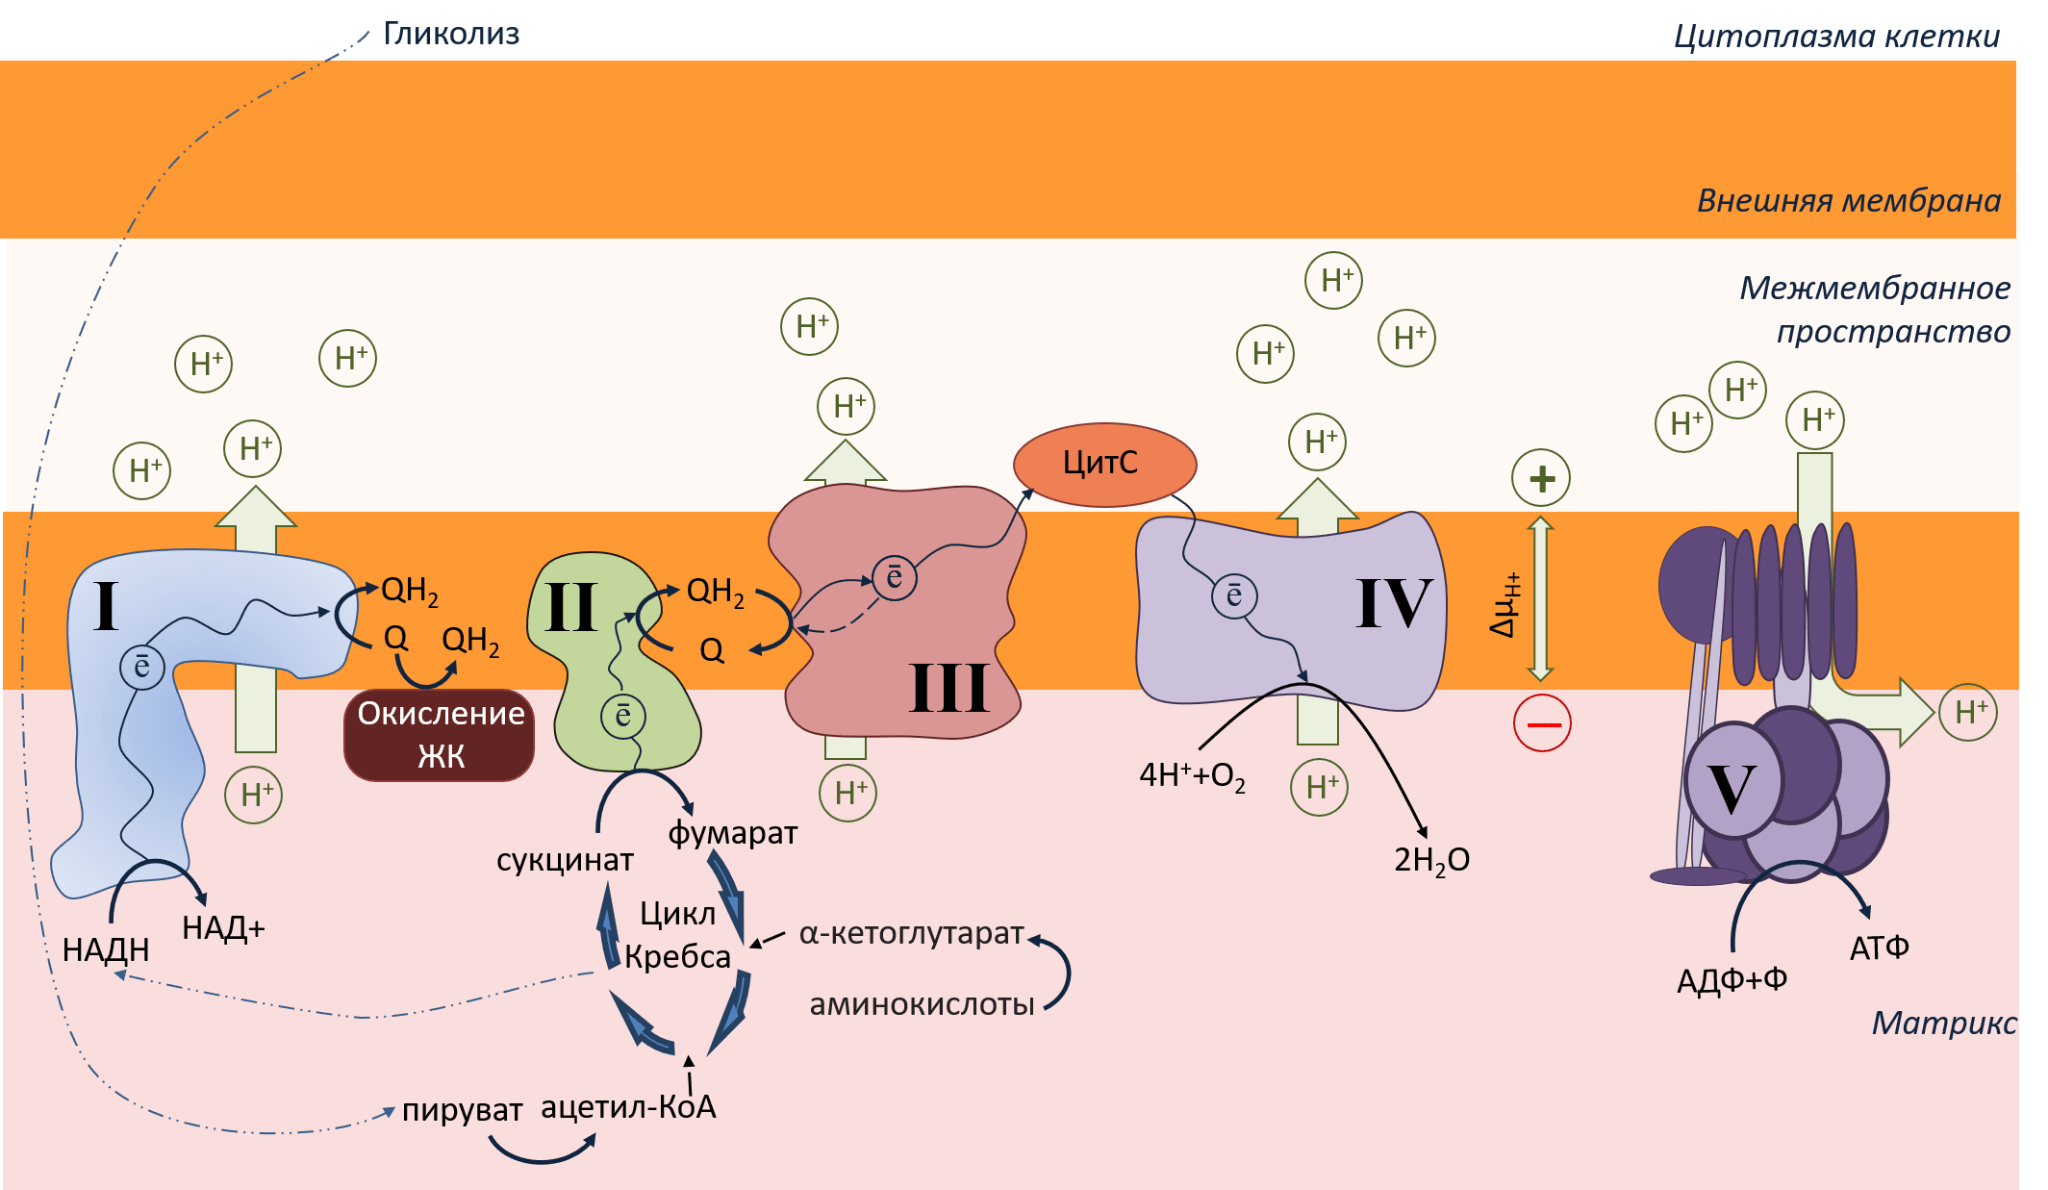 Гликолиз
Цитоплазма клетки
Внешняя мембрана
Межмембранное
пространство
H⁺
H⁺
H⁺
H⁺
H⁺
H⁺
H⁺
H⁺
H⁺
H⁺
H⁺
H⁺
H⁺
ЦитС
+
I
ē
QH₂
Q
QH₂
Окисление
ЖК
H⁺
II
ē
QH₂
Q
ē
III
H⁺
ē
IV
ΔμH+
−
4H⁺+O₂
H⁺
2H₂O
V
H⁺
НАДН
НАД+
сукцинат
фумарат
Цикл
Кребса
α-кетоглутарат
аминокислоты
АДФ+Ф
АТФ
Матрикс
пируват
ацетил-КоА